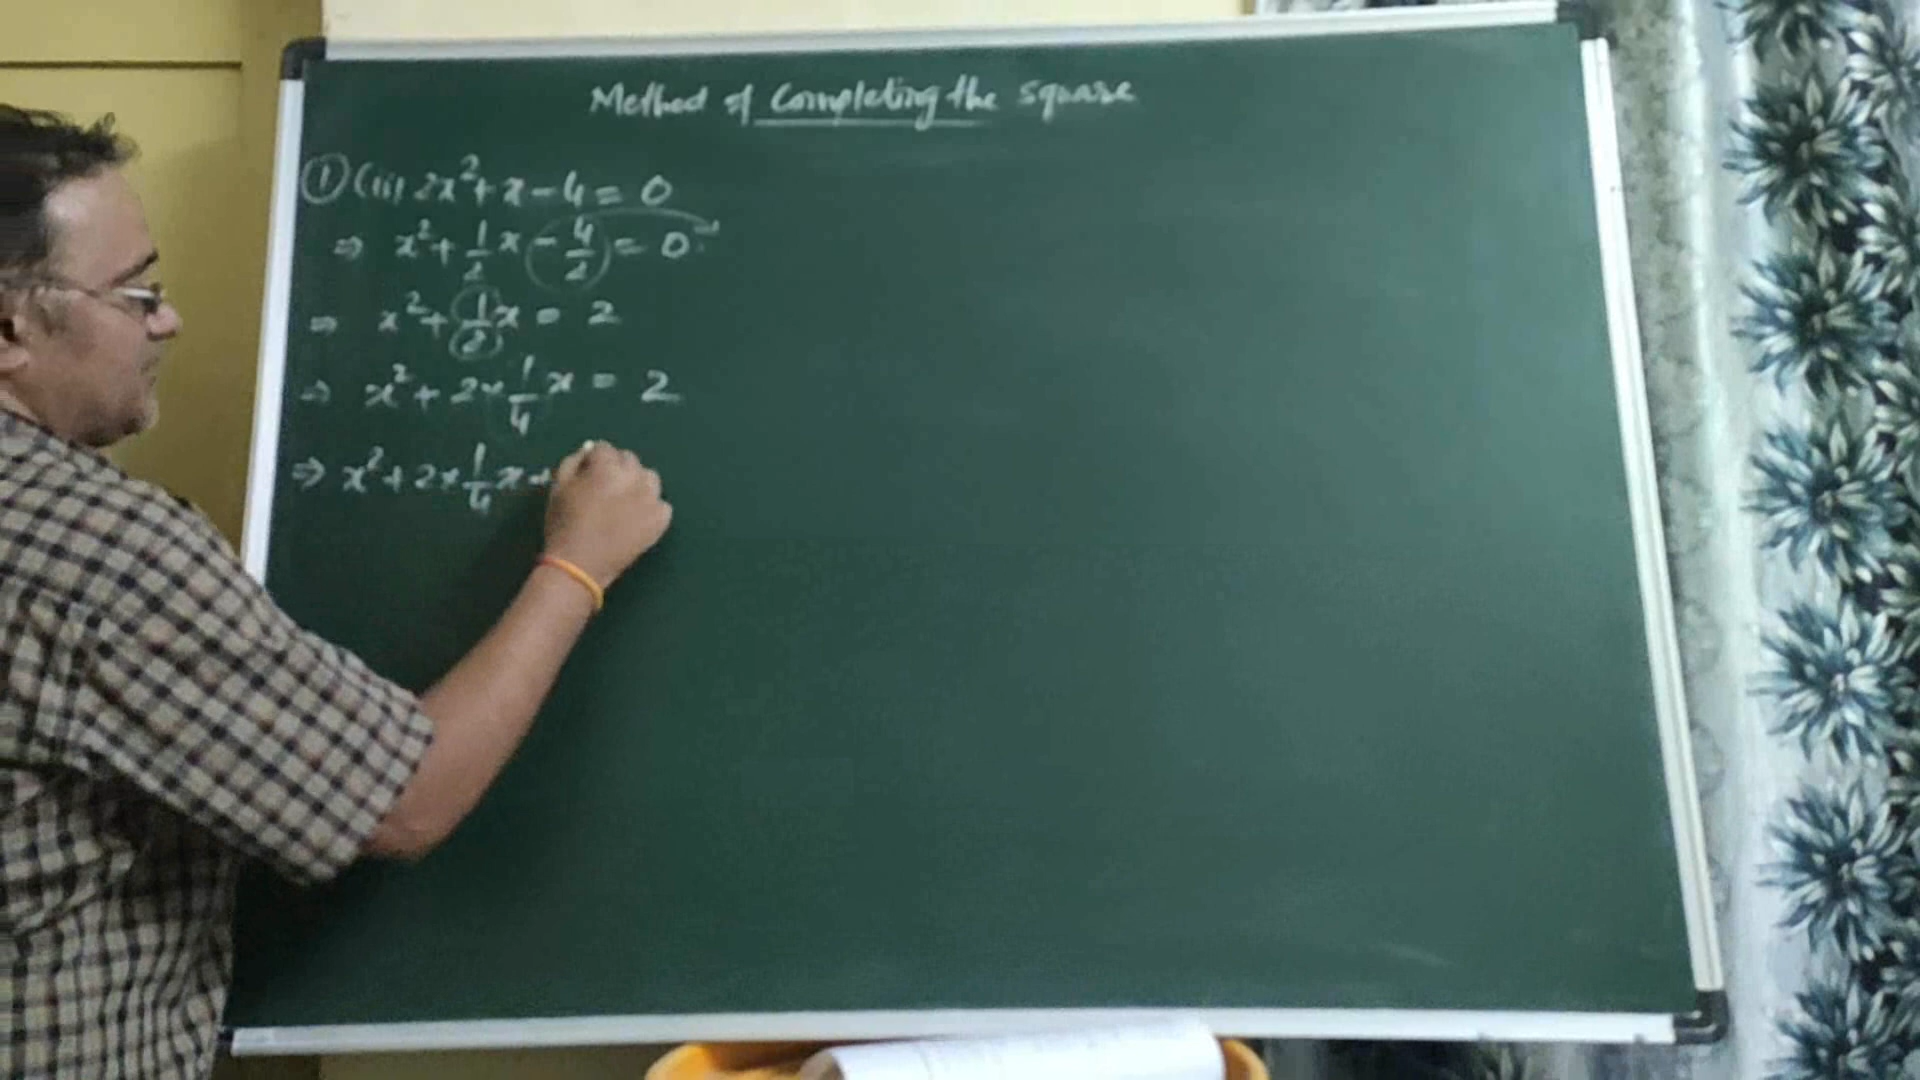 Method of Completing the square
① (ii) 2x² + x - 4 = 0
⇒ x² + 1/2 x - 4/2 = 0
⇒ x² + 1/2 x = 2
⇒ x² + 2 × 1/4 x = 2
⇒ x² + 2 × 1/4 x +